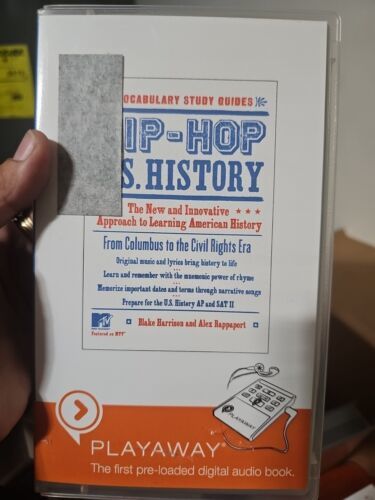 VOCABULARY STUDY GUIDES
HIP-HOP
U.S. HISTORY
The New and Innovative
Approach to Learning American History
From Columbus to the Civil Rights Era
Original music and lyrics bring history to life
Learn and remember with the mnemonic power of rhyme
Memorize important dates and terms through narrative songs
Prepare for the U.S. History AP and SAT II
Blake Harrison and Alex Rappaport
Featured on MTV
PLAYAWAY
PLAYAWAY
The first pre-loaded digital audio book.